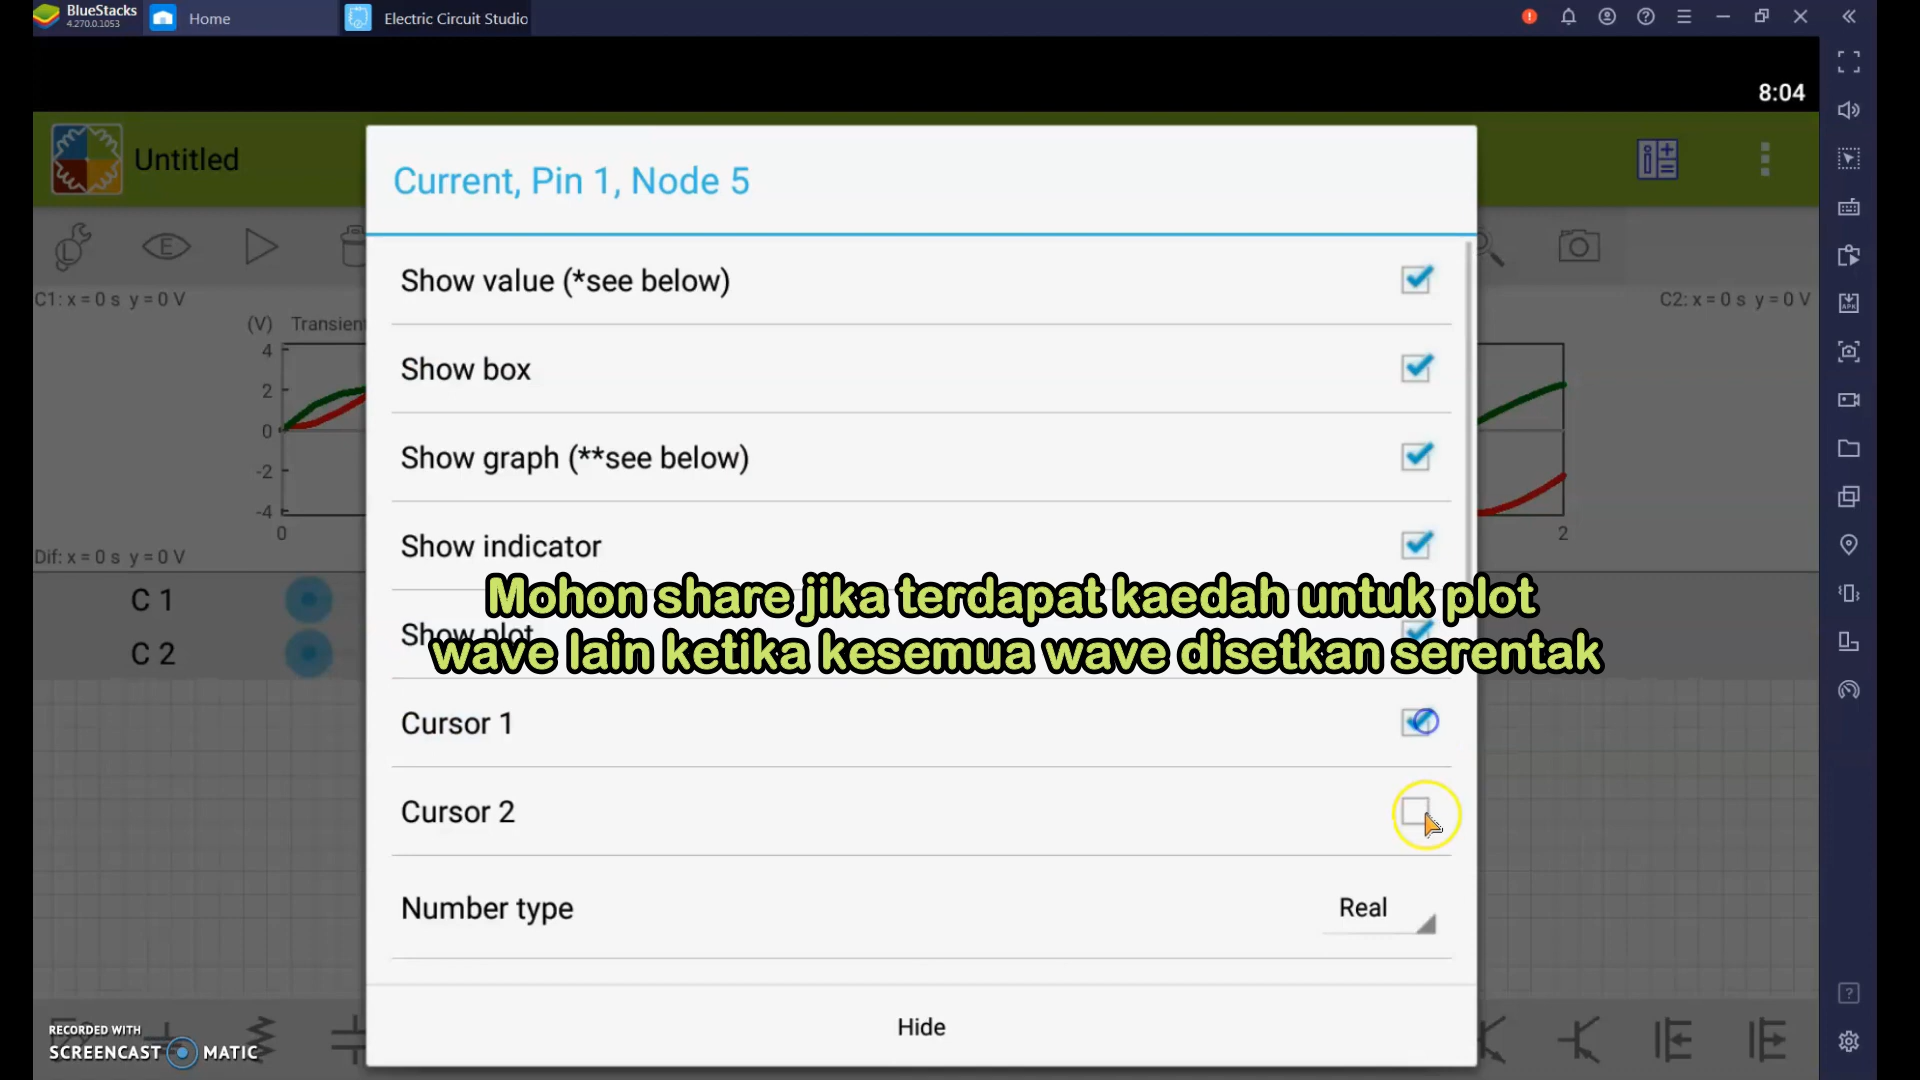 BlueStacks
4.270.0.1053
Home
Electric Circuit Studio
8:04
Untitled
Current, Pin 1, Node 5
E
L
C1: x = 0 s y = 0 V
C2: x = 0 s y = 0 V
(V) Transien
4
2
0
-2
-4
0
2
Dif: x = 0 s y = 0 V
C 1
C 2
Show value (*see below)
Show box
Show graph (**see below)
Show indicator
Show plot
Mohon share jika terdapat kaedah untuk plot
wave lain ketika kesemua wave disetkan serentak
Cursor 1
Cursor 2
Number type
Real
Hide
RECORDED WITH
SCREENCAST MATIC